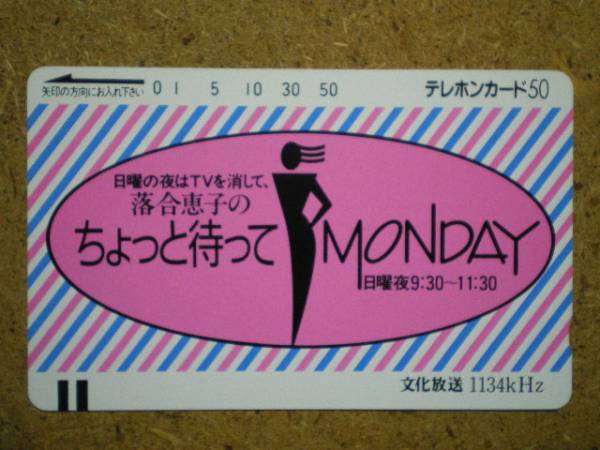 矢印の方向にお入れ下さい 0 1 5 10 30 50 テレホンカード50
日曜の夜はTVを消して、
落合恵子の
ちょっと待って MONDAY
日曜夜9:30〜11:30
文化放送 1134kHz